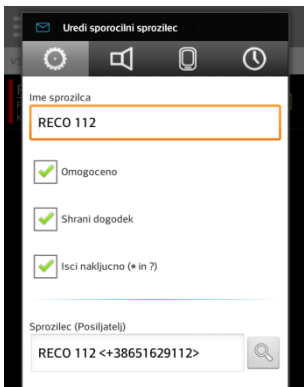 Uredi sporocilni sprozilec
Ime sprozilca
RECO 112
Omogoceno
Shrani dogodek
Isci nakljucno (* in ?)
Sprozilec (Posiljatelj)
RECO 112 <+38651629112>